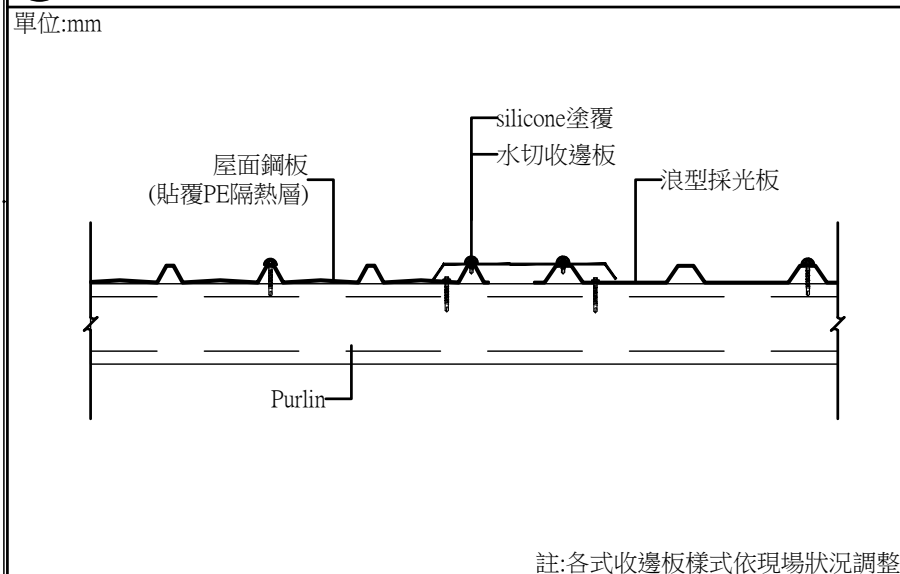 單位:mm
silicone塗覆
水切收邊板
屋面鋼板
(貼覆PE隔熱層)
浪型採光板
Purlin
註:各式收邊板樣式依現場狀況調整